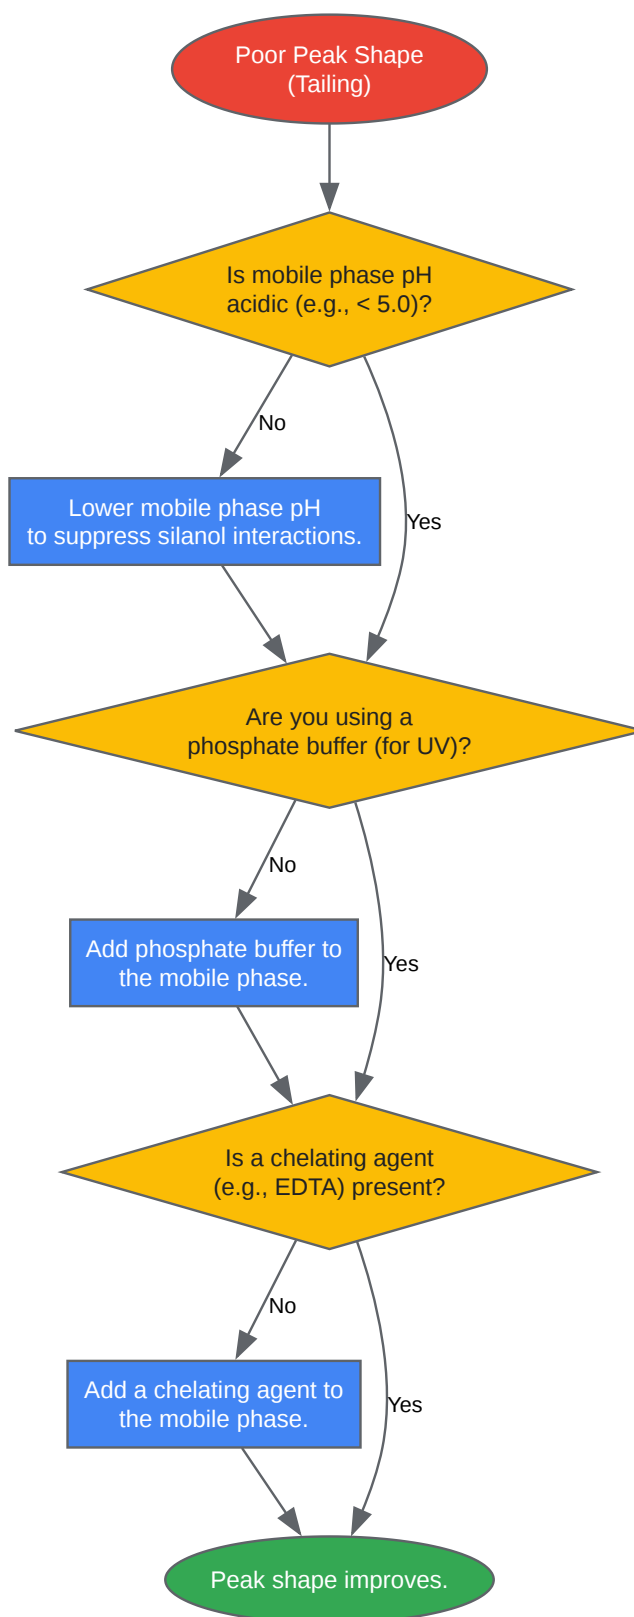 Poor Peak Shape
(Tailing)
Is mobile phase pH
acidic (e.g., < 5.0)?
No
Lower mobile phase pH
to suppress silanol interactions.
Yes
Are you using a
phosphate buffer (for UV)?
No
Add phosphate buffer to
the mobile phase.
Yes
Is a chelating agent
(e.g., EDTA) present?
No
Add a chelating agent to
the mobile phase.
Yes
Peak shape improves.